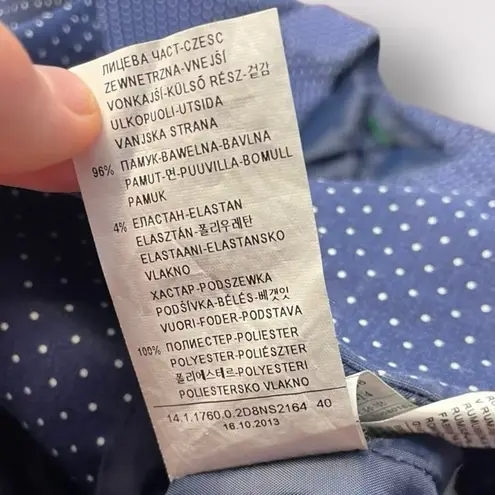 ЛИЦЕВА ЧАСТ-CZESC
ZEWNETRZNA-VNEJŠÍ
VONKAJŠÍ-KÜLSŐ RÉSZ-겉감
ULKOPUOLI-UTSIDA
VANJSKA STRANA
96% ПАМУК-BAWELNA-BAVLNA
PAMUT-면-PUUVILLA-BOMULL
PAMUK
4% ЕЛАСТАН-ELASTAN
ELASZTÁN-폴리우레탄
ELASTAANI-ELASTANSKO
VLAKNO
ХАСТАР-PODSZEWKA
PODŠÍVKA-BÉLÉS-베갯잇
VUORI-FODER-PODSTAVA
100% ПОЛИЕСТЕР-POLIESTER
POLYESTER-POLIÉSZTER
폴리에스테르-POLYESTERI
POLIESTERSKO VLAKNO
14.1.1760.0.2D8NS2164 40
16.10.2013